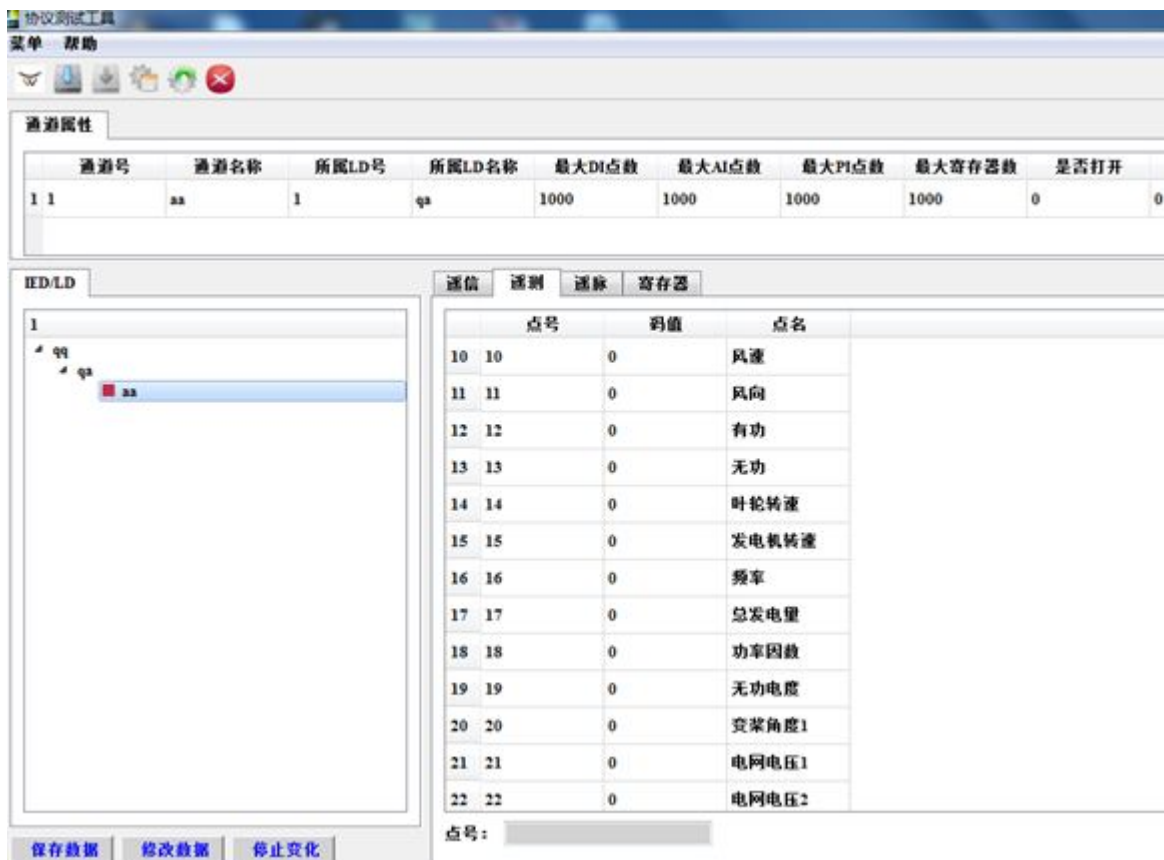 协议测试工具
菜单 帮助
通道属性
通道号 通道名称 所属LD号 所属LD名称 最大DI点数 最大AI点数 最大PI点数 最大寄存器数 是否打开
1 1 aa 1 qa 1000 1000 1000 1000 0 0
IED/LD
遥信 遥测 遥脉 寄存器
1
点号 码值 点名
qq
qa
aa
10 10 0 风速
11 11 0 风向
12 12 0 有功
13 13 0 无功
14 14 0 叶轮转速
15 15 0 发电机转速
16 16 0 频率
17 17 0 总发电量
18 18 0 功率因数
19 19 0 无功电度
20 20 0 变桨角度1
21 21 0 电网电压1
22 22 0 电网电压2
点号：
保存数据 修改数据 停止变化